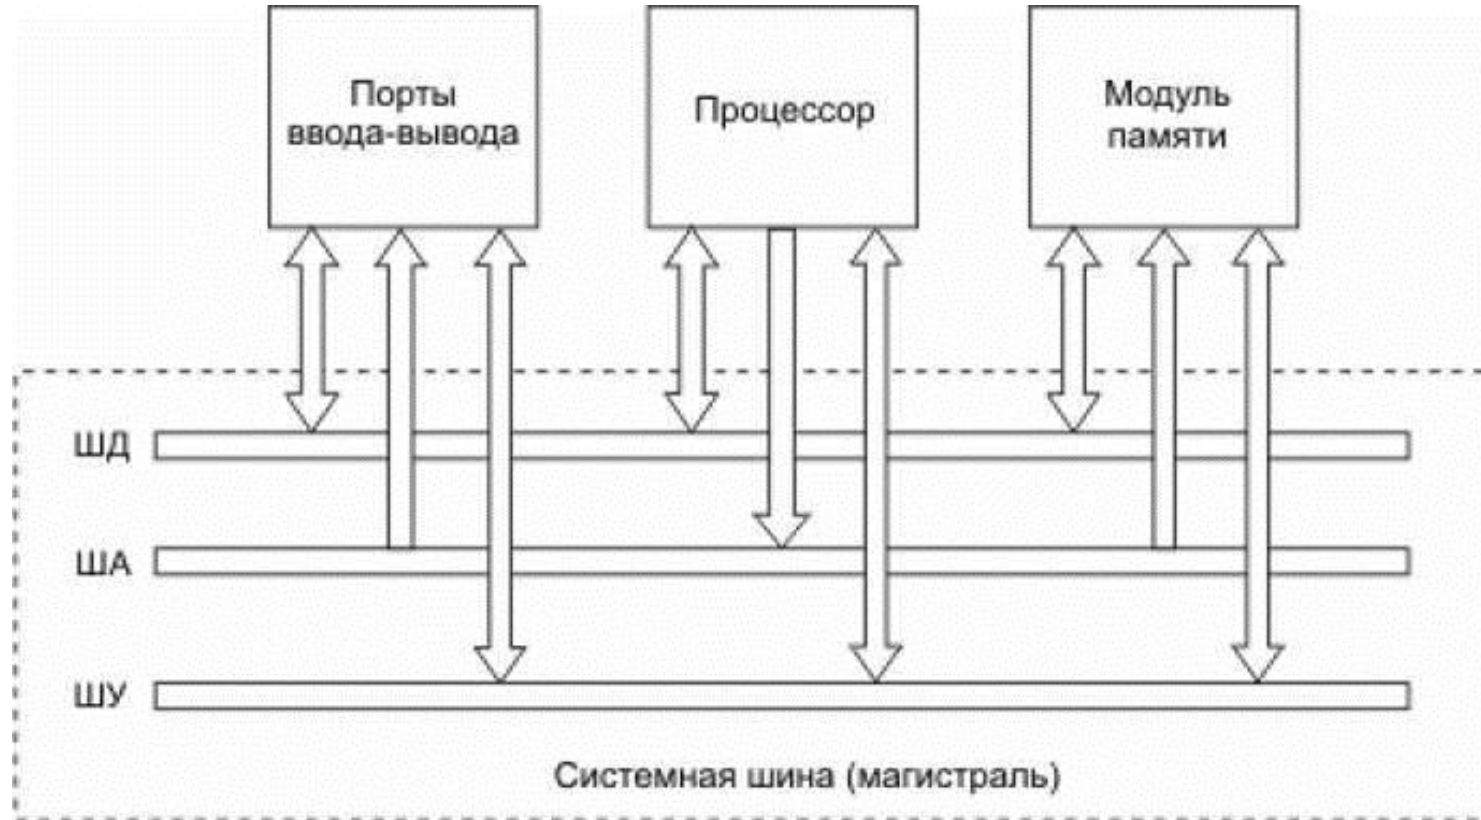 Порты
ввода-вывода
Процессор
Модуль
памяти
ШД
ША
ШУ
Системная шина (магистраль)